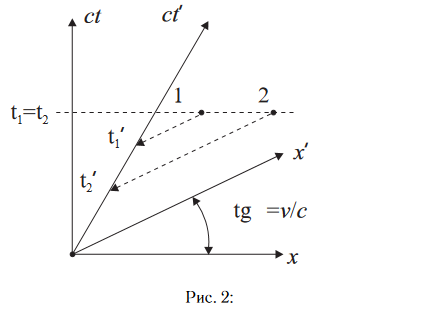 ct
ct′
1
2
t₁=t₂
t₁′
t₂′
x′
tg =v/c
x
Рис. 2: